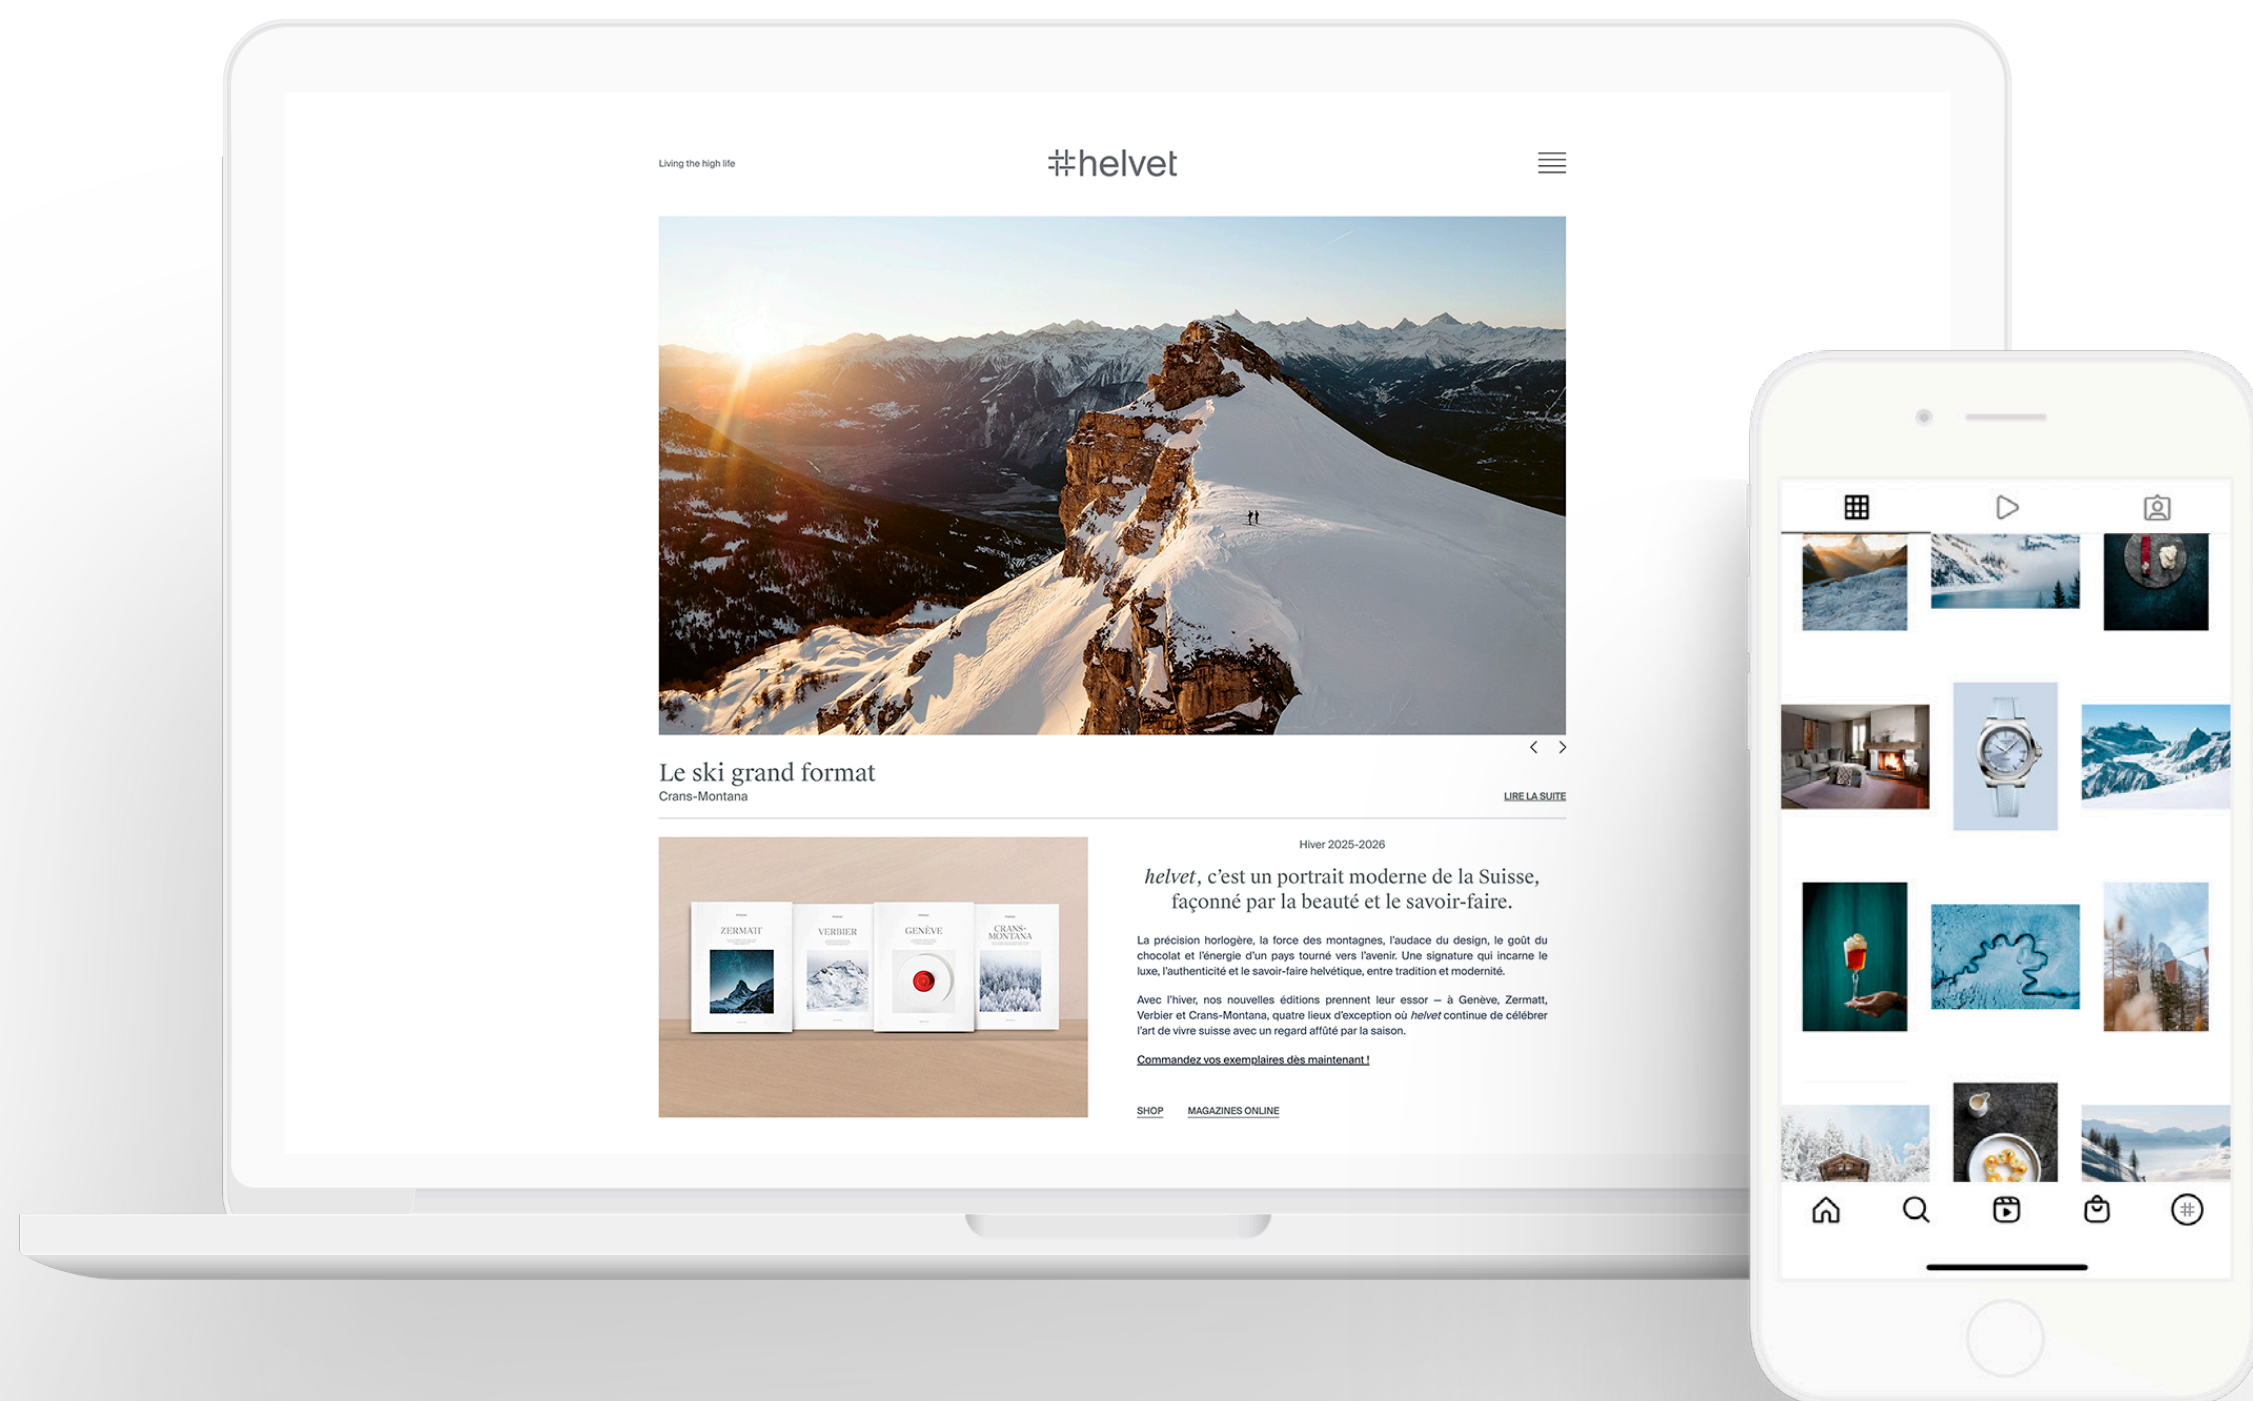 Living the high life
#helvet
Le ski grand format
Crans-Montana
LIRE LA SUITE
ZERMATT
VERBIER
GENÈVE
CRANS-
MONTANA
Hiver 2025-2026
helvet, c’est un portrait moderne de la Suisse,
façonné par la beauté et le savoir-faire.
La précision horlogère, la force des montagnes, l’audace du design, le goût du
chocolat et l’énergie d’un pays tourné vers l’avenir. Une signature qui incarne le
luxe, l’authenticité et le savoir-faire helvétique, entre tradition et modernité.
Avec l’hiver, nos nouvelles éditions prennent leur essor — à Genève, Zermatt,
Verbier et Crans-Montana, quatre lieux d’exception où helvet continue de célébrer
l’art de vivre suisse avec un regard affûté par la saison.
Commandez vos exemplaires dès maintenant !
SHOP
MAGAZINES ONLINE
#